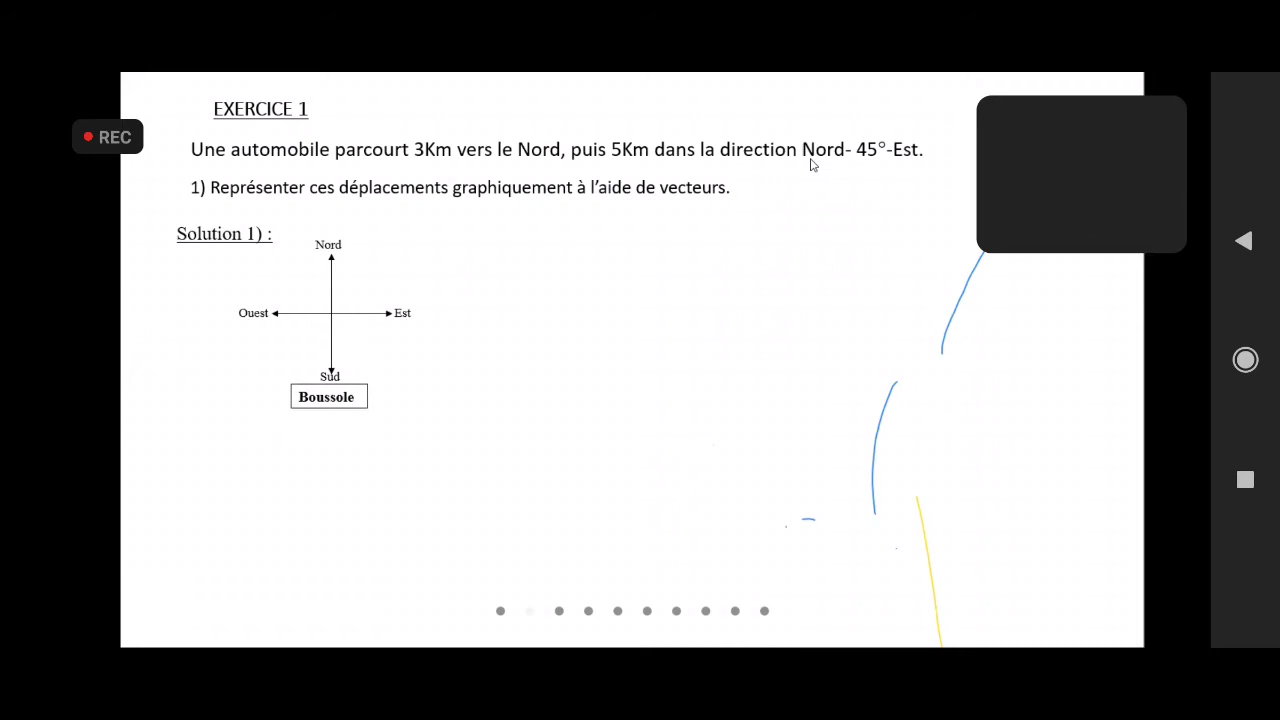 EXERCICE 1
REC
Une automobile parcourt 3Km vers le Nord, puis 5Km dans la direction Nord- 45°-Est.
1) Représenter ces déplacements graphiquement à l’aide de vecteurs.
Solution 1) :
Nord
Ouest
Est
Sud
Boussole